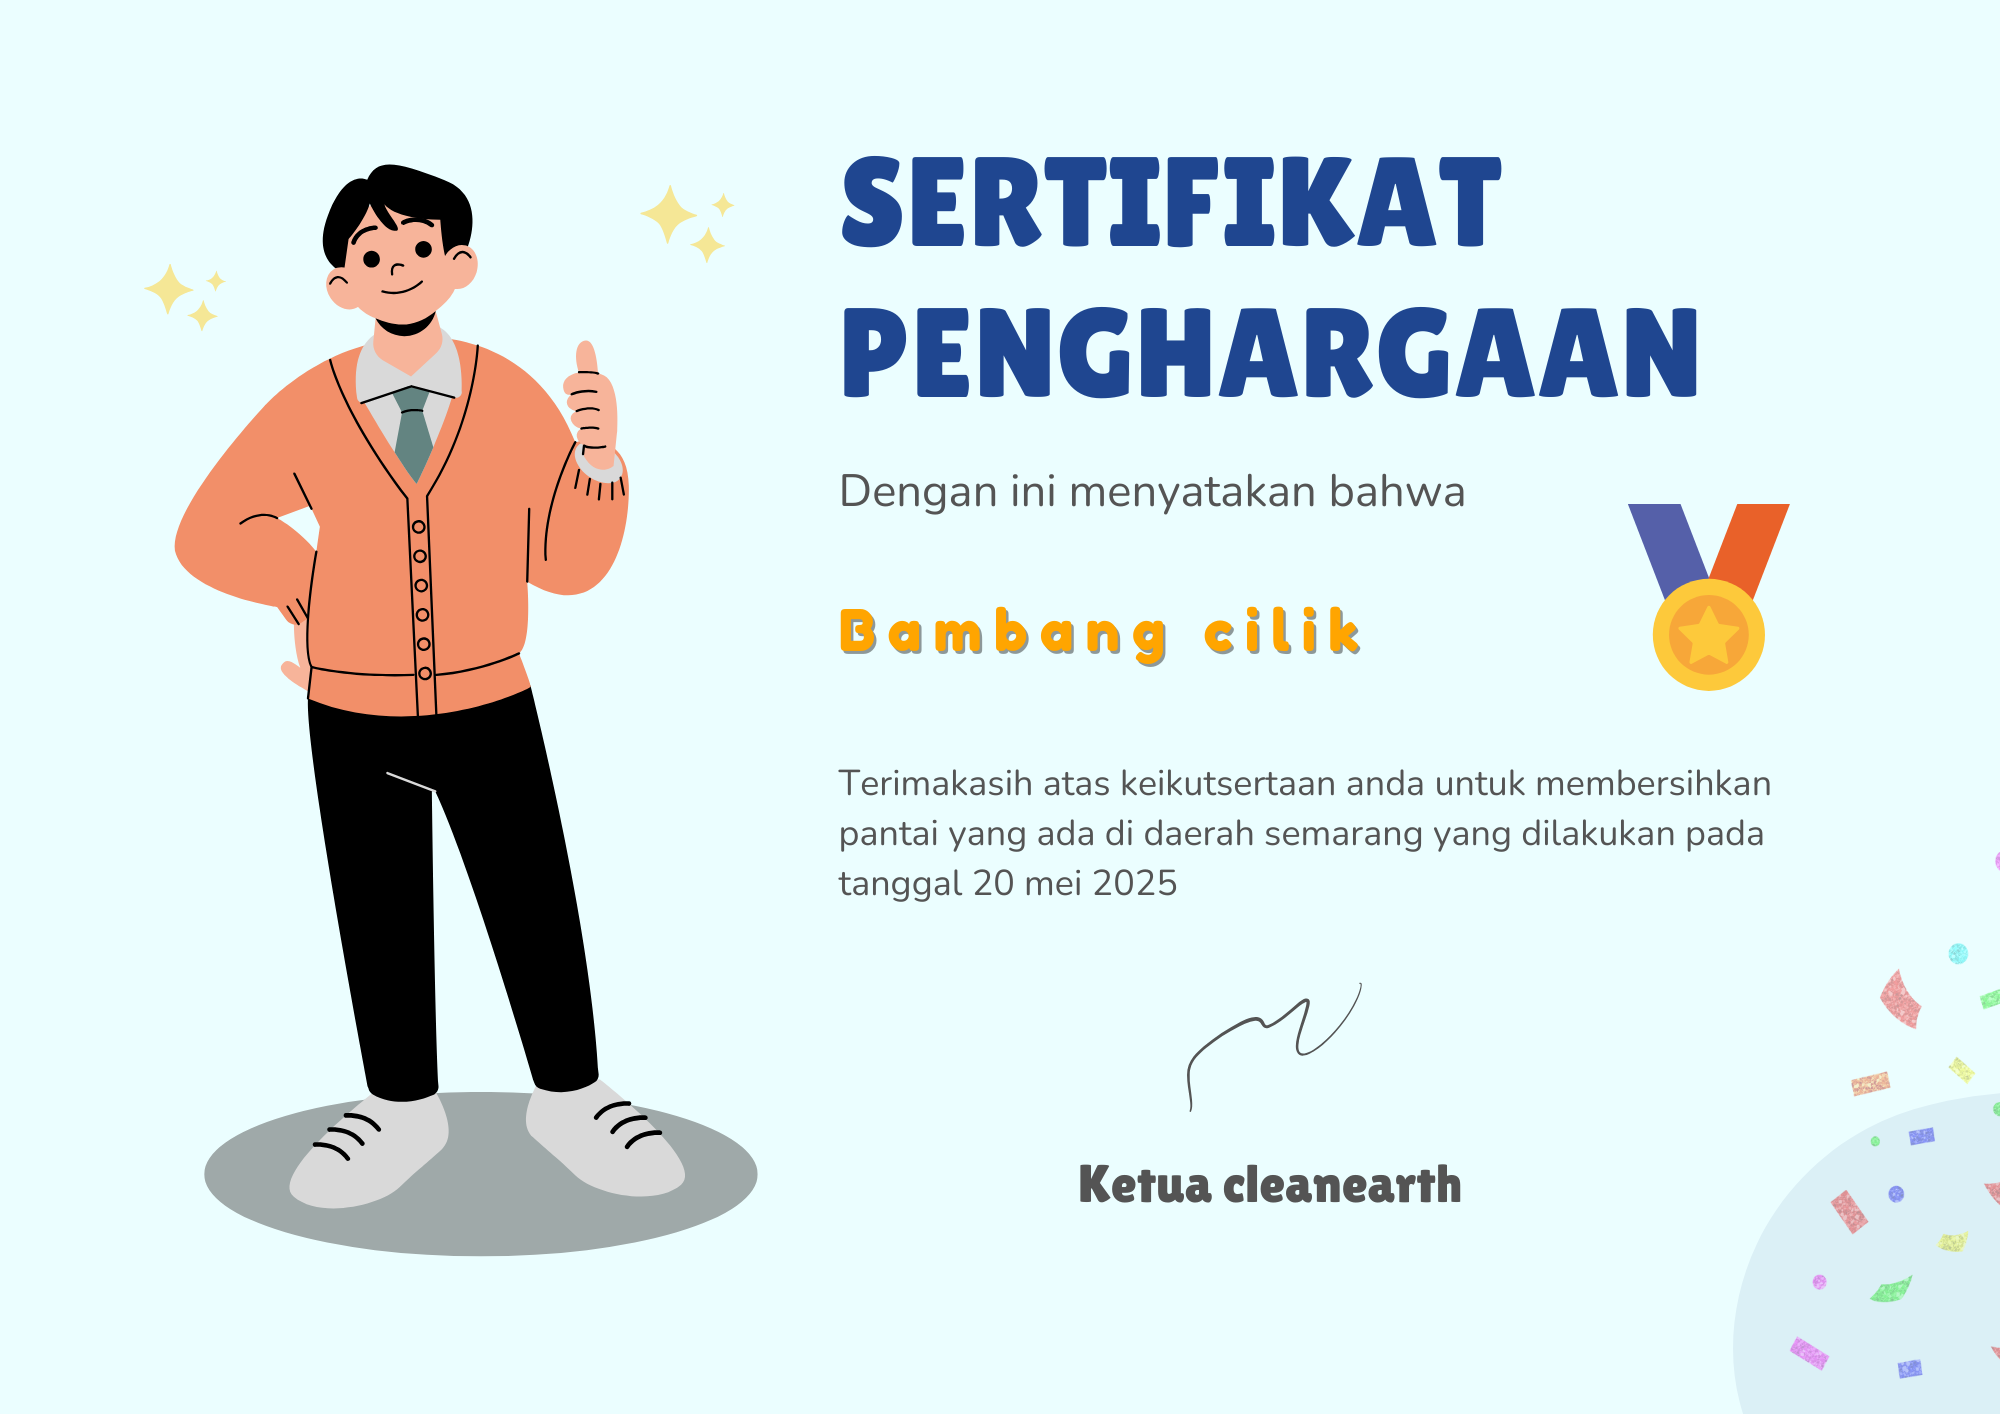 SERTIFIKAT
PENGHARGAAN
Dengan ini menyatakan bahwa
Bambang cilik
Terimakasih atas keikutsertaan anda untuk membersihkan
pantai yang ada di daerah semarang yang dilakukan pada
tanggal 20 mei 2025
Ketua cleanearth